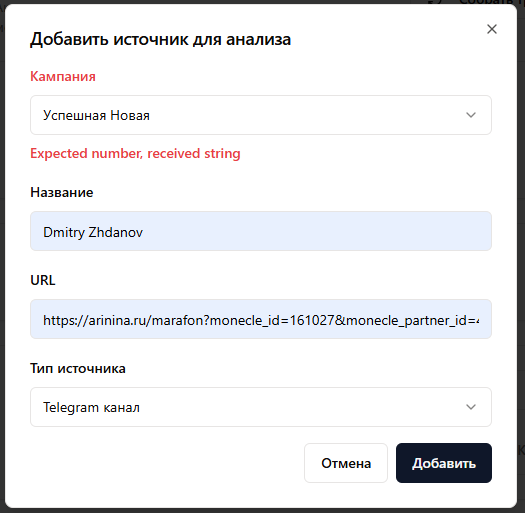 Добавить источник для анализа
Кампания
Успешная Новая
Expected number, received string
Название
Dmitry Zhdanov
URL
https://arinina.ru/marafon?monecle_id=161027&monecle_partner_id=4
Тип источника
Telegram канал
Отмена
Добавить